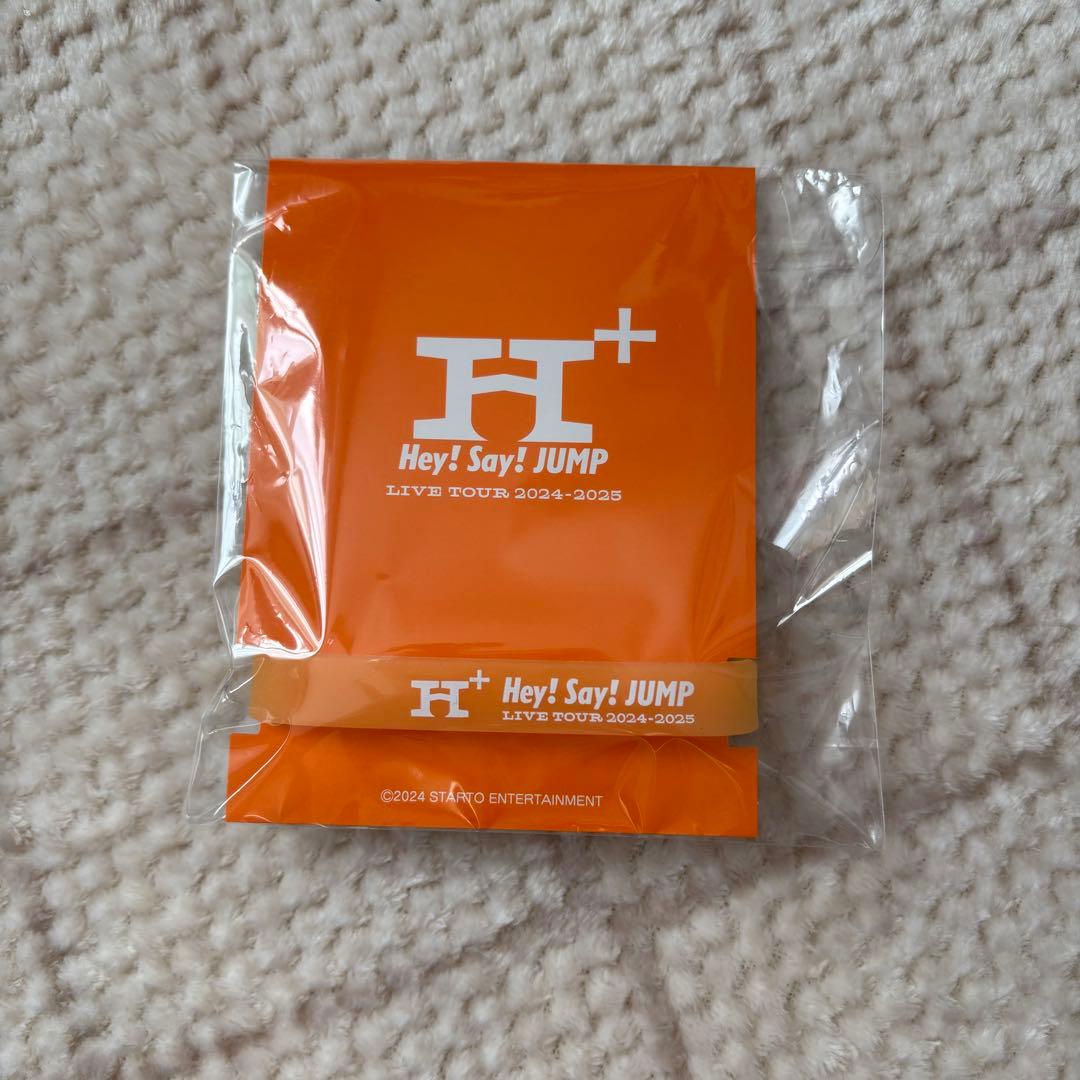 H+
Hey! Say! JUMP
LIVE TOUR 2024-2025
H+ Hey! Say! JUMP
LIVE TOUR 2024-2025
©2024 STARTO ENTERTAINMENT